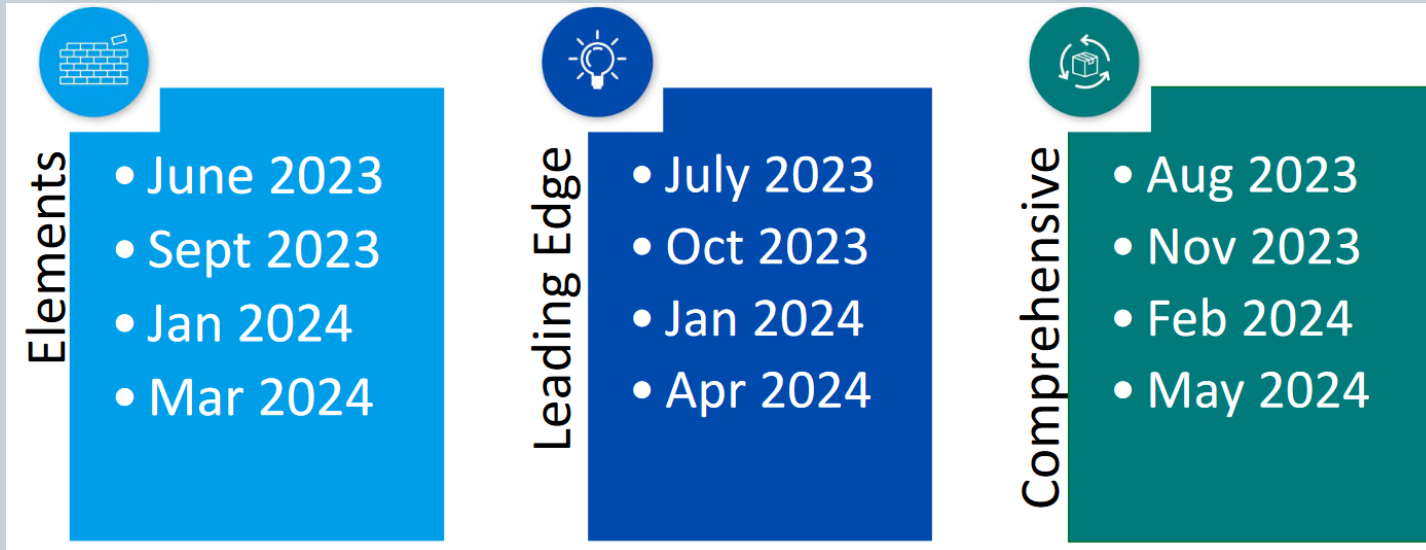 Elements
• June 2023
• Sept 2023
• Jan 2024
• Mar 2024
Leading Edge
• July 2023
• Oct 2023
• Jan 2024
• Apr 2024
Comprehensive
• Aug 2023
• Nov 2023
• Feb 2024
• May 2024